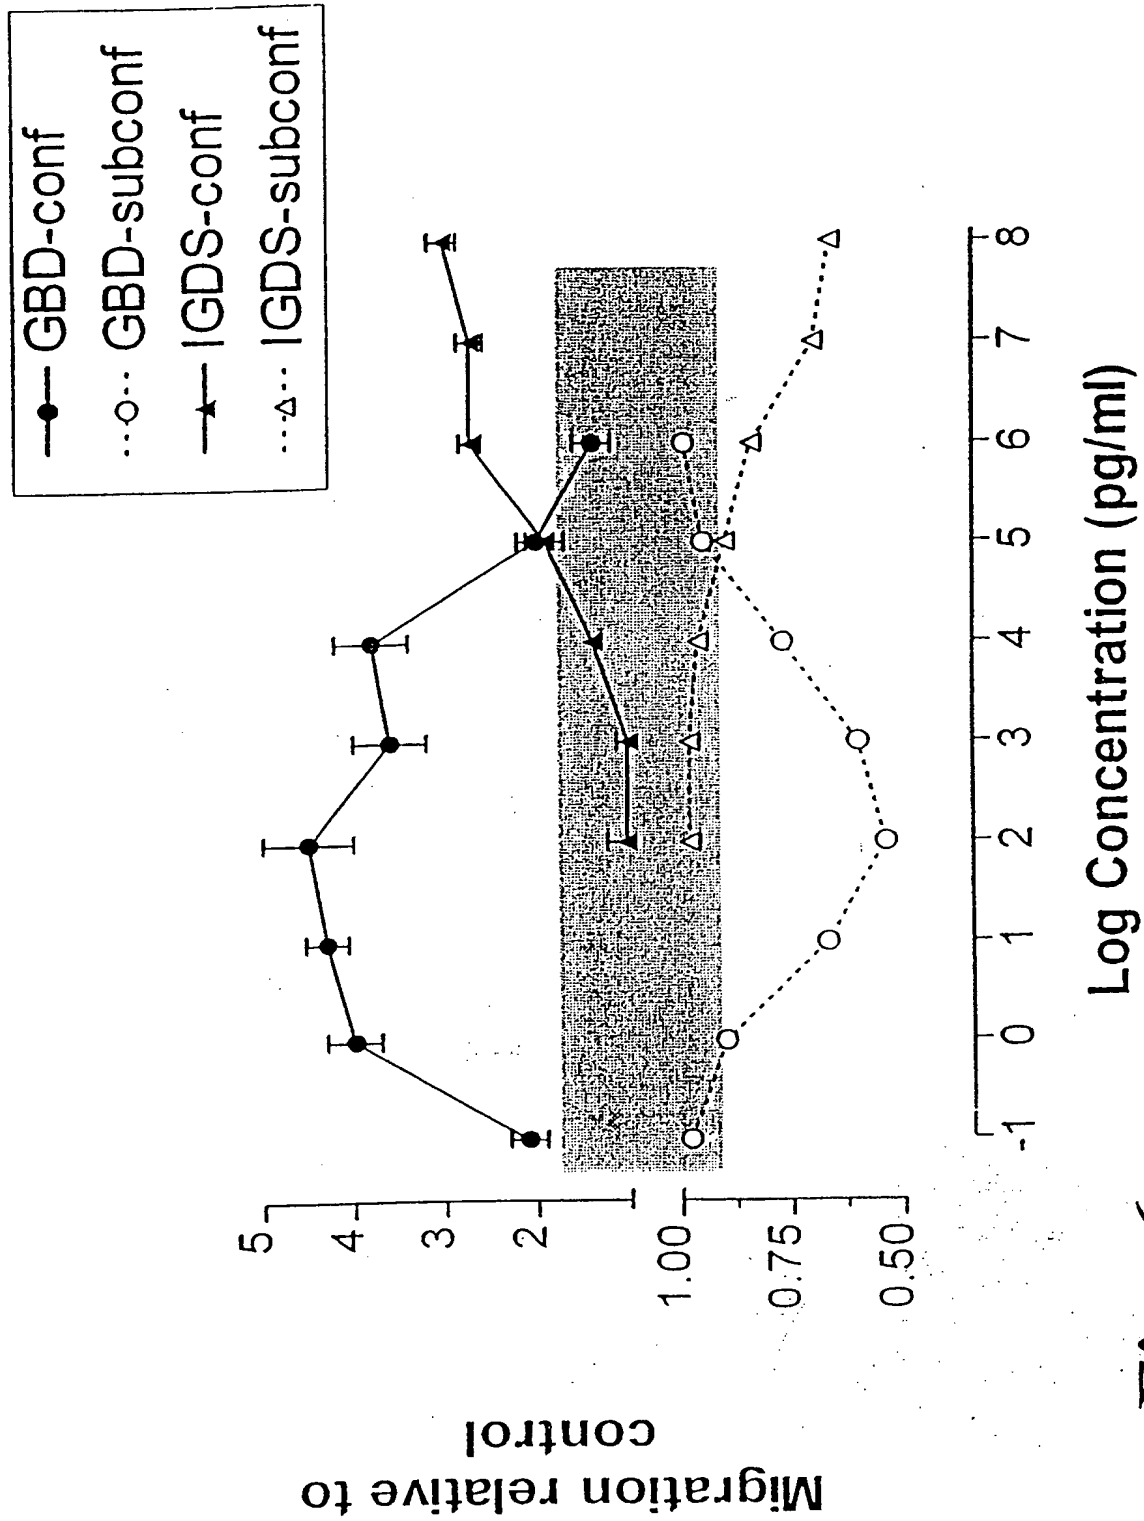 GBD-conf
GBD-subconf
IGDS-conf
IGDS-subconf
Migration relative to
control
5
4
3
2
1.00
0.75
0.50
-1 0 1 2 3 4 5 6 7 8
Log Concentration (pg/ml)